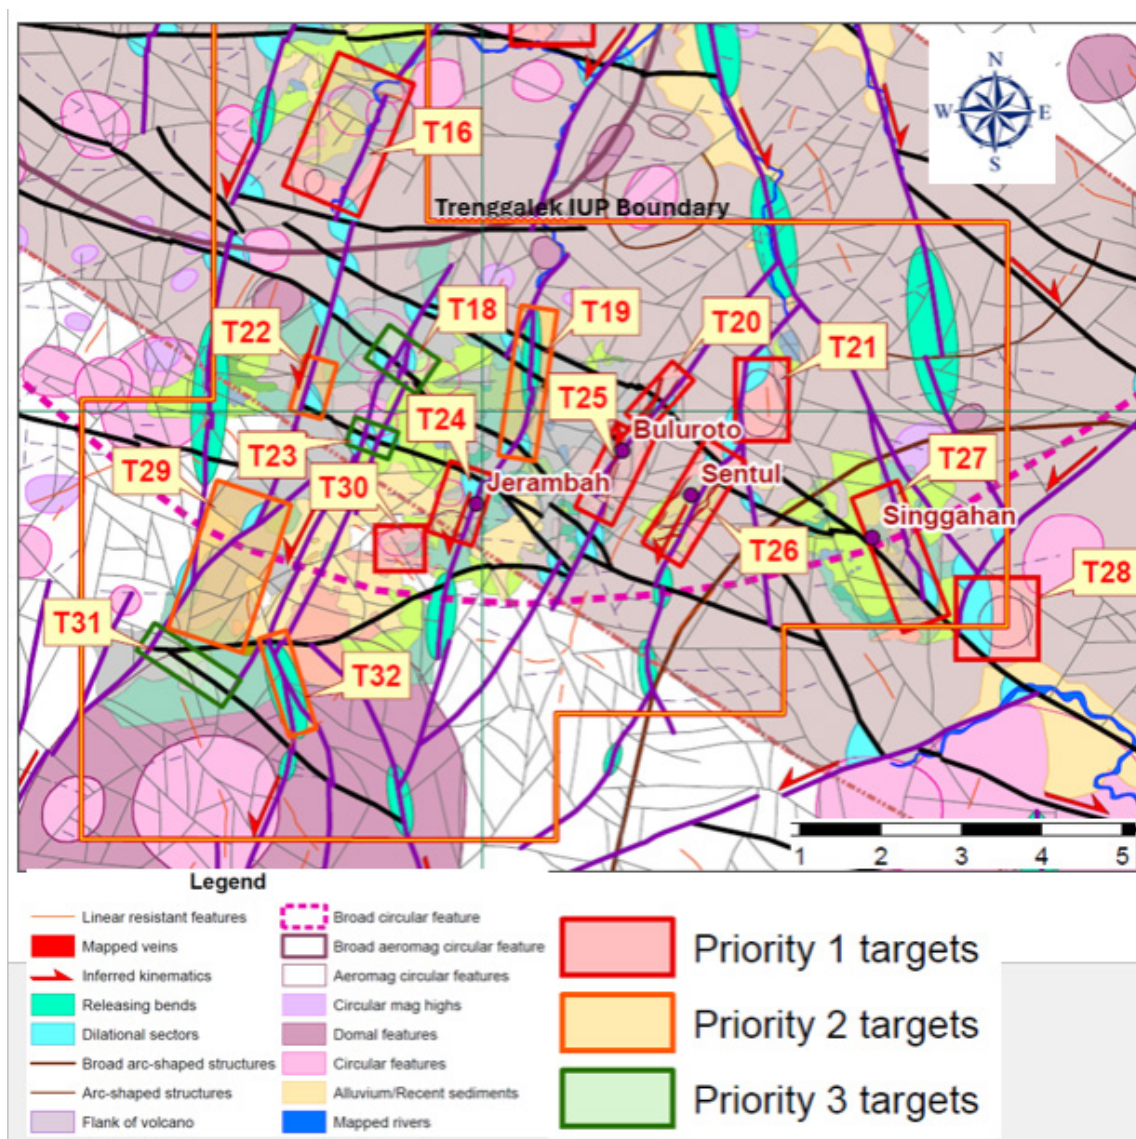 N
W E
S
T16
Trenggalek IUP Boundary
T18
T19
T20
T22
T21
T25
T24
Buluroto
T23
T27
T29
T30
Jerambah
Sentul
Singgahan
T26
T28
T31
T32
1 2 3 4 5
Legend
Linear resistant features
Mapped veins
Inferred kinematics
Releasing bends
Dilational sectors
Broad arc-shaped structures
Arc-shaped structures
Flank of volcano
Broad circular feature
Broad aeromag circular feature
Aeromag circular features
Circular mag highs
Domal features
Circular features
Alluvium/Recent sediments
Mapped rivers
Priority 1 targets
Priority 2 targets
Priority 3 targets